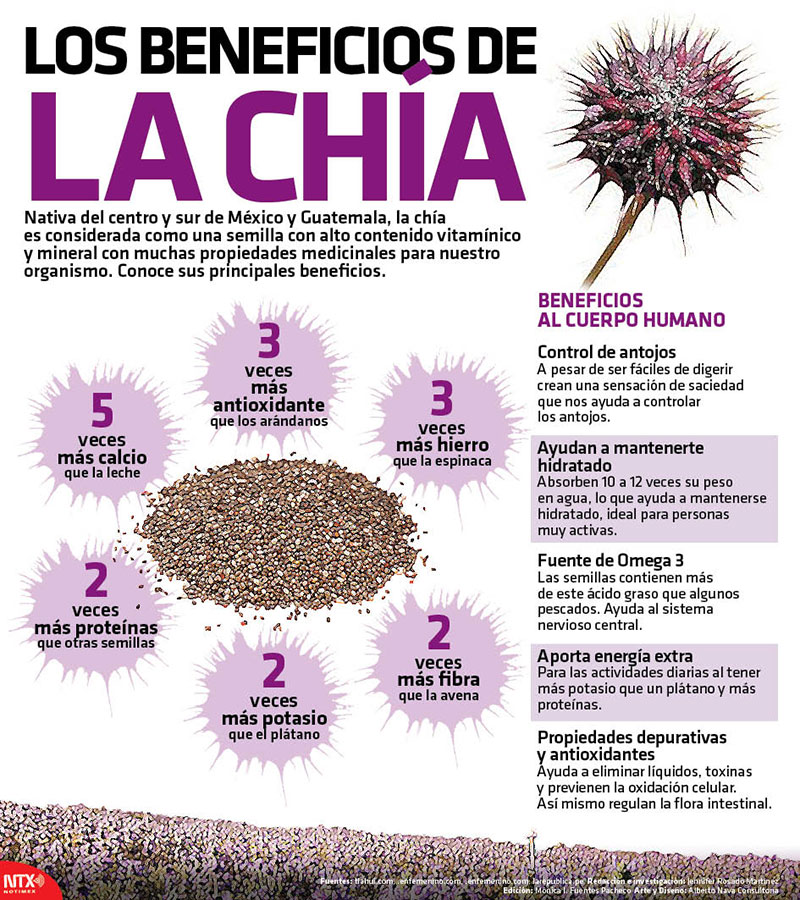 LOS BENEFICIOS DE
LA CHÍA
Nativa del centro y sur de México y Guatemala, la chía
es considerada como una semilla con alto contenido vitamínico
y mineral con muchas propiedades medicinales para nuestro
organismo. Conoce sus principales beneficios.
3
veces
más
antioxidante
que los arándanos
5
veces
más calcio
que la leche
3
veces
más hierro
que la espinaca
2
veces
más proteínas
que otras semillas
2
veces
más potasio
que el plátano
2
veces
más fibra
que la avena
BENEFICIOS
AL CUERPO HUMANO
Control de antojos
A pesar de ser fáciles de digerir
crean una sensación de saciedad
que nos ayuda a controlar
los antojos.
Ayudan a mantenerte
hidratado
Absorben 10 a 12 veces su peso
en agua, lo que ayuda a mantenerse
hidratado, ideal para personas
muy activas.
Fuente de Omega 3
Las semillas contienen más
de este ácido graso que algunos
pescados. Ayuda al sistema
nervioso central.
Aporta energía extra
Para las actividades diarias al tener
más potasio que un plátano y más
proteínas.
Propiedades depurativas
y antioxidantes
Ayuda a eliminar líquidos, toxinas
y previenen la oxidación celular.
Así mismo regulan la flora intestinal.
NTX
NOTIMEX
Fuentes: tlahui.com, enfemenino.com, enfemenino.com, larepublica.pe. Redacción e investigación: Jennifer Rosado Martínez
Edición: Mónica I. Fuentes Pacheco Arte y Diseño: Alberto Nava Consultoría